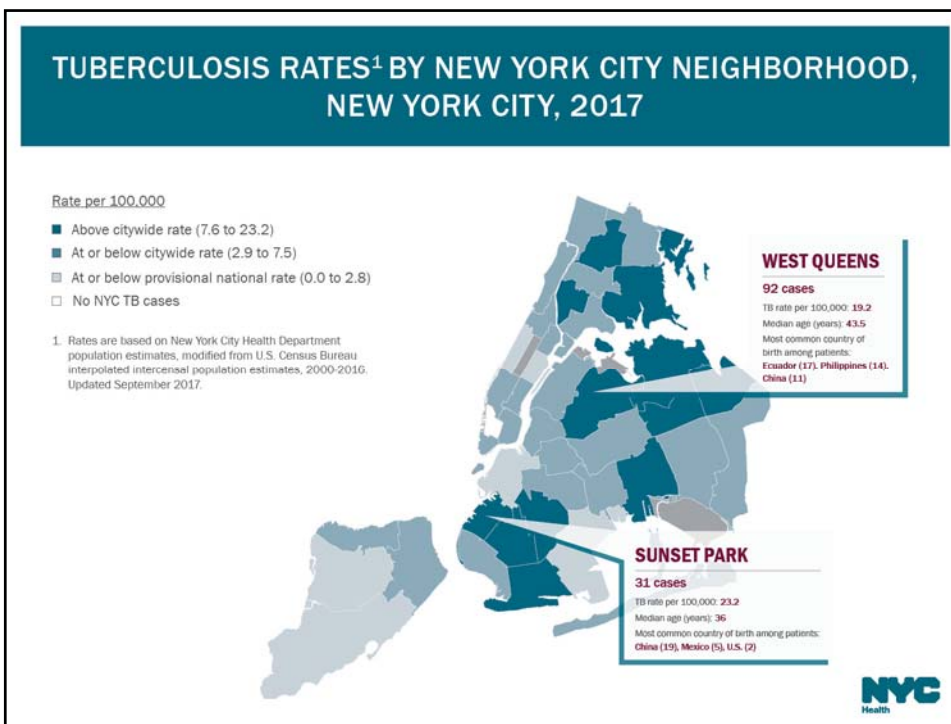 TUBERCULOSIS RATES¹ BY NEW YORK CITY NEIGHBORHOOD,
NEW YORK CITY, 2017
Rate per 100,000
Above citywide rate (7.6 to 23.2)
At or below citywide rate (2.9 to 7.5)
At or below provisional national rate (0.0 to 2.8)
No NYC TB cases
1. Rates are based on New York City Health Department
population estimates, modified from U.S. Census Bureau
interpolated intercensal population estimates, 2000-2016.
Updated September 2017.
WEST QUEENS
92 cases
TB rate per 100,000: 19.2
Median age (years): 43.5
Most common country of
birth among patients:
Ecuador (17). Philippines (14).
China (11)
SUNSET PARK
31 cases
TB rate per 100,000: 23.2
Median age (years): 36
Most common country of birth among patients:
China (19), Mexico (5), U.S. (2)
NYC
Health